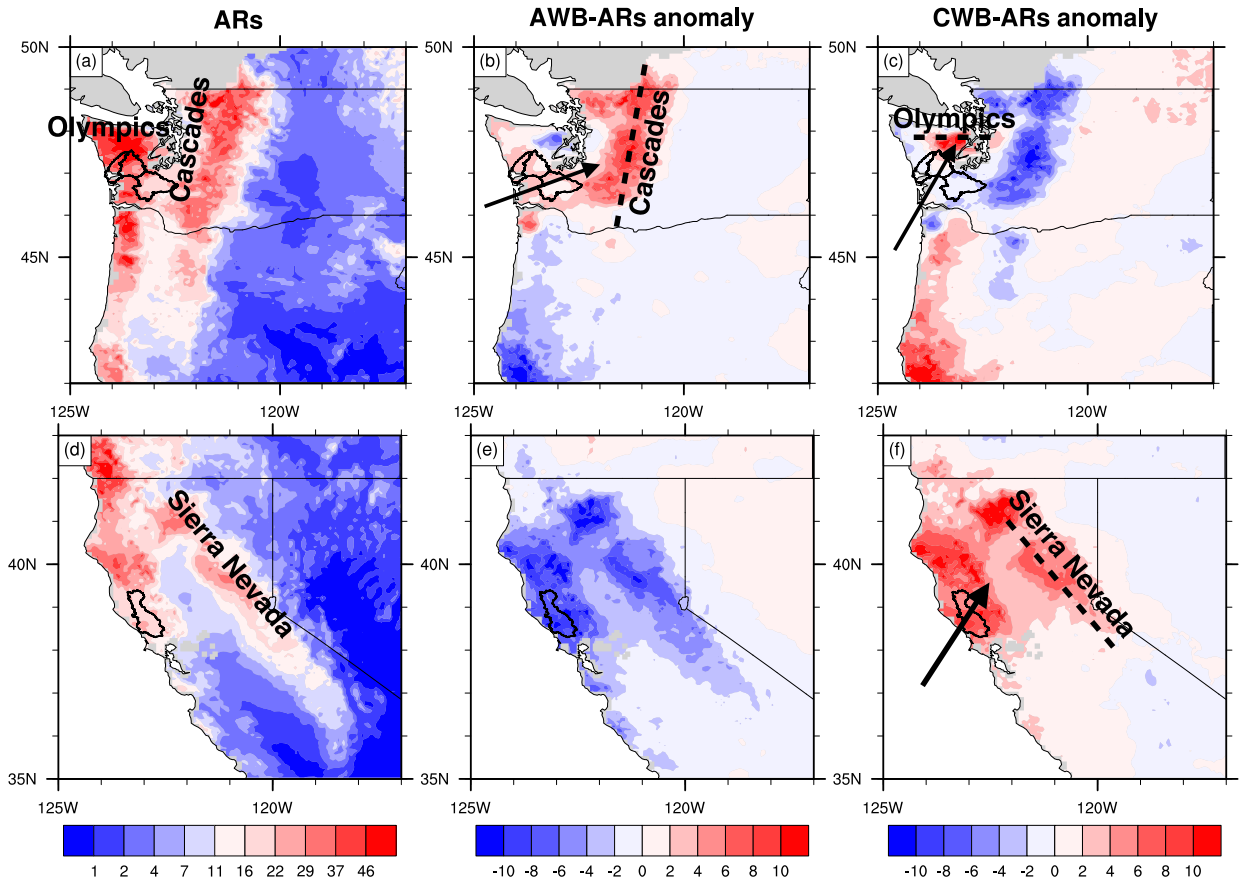 ARs AWB-ARs anomaly CWB-ARs anomaly
50N 50N 50N
(a) (b) (c)
Olympics Cascades Cascades Olympics
45N 45N 45N
125W 120W 125W 120W 125W 120W
(d) (e) (f)
Sierra Nevada Sierra Nevada
40N 40N 40N
35N 35N 35N
125W 120W 125W 120W 125W 120W
1 2 4 7 11 16 22 29 37 46 -10 -8 -6 -4 -2 0 2 4 6 8 10 -10 -8 -6 -4 -2 0 2 4 6 8 10